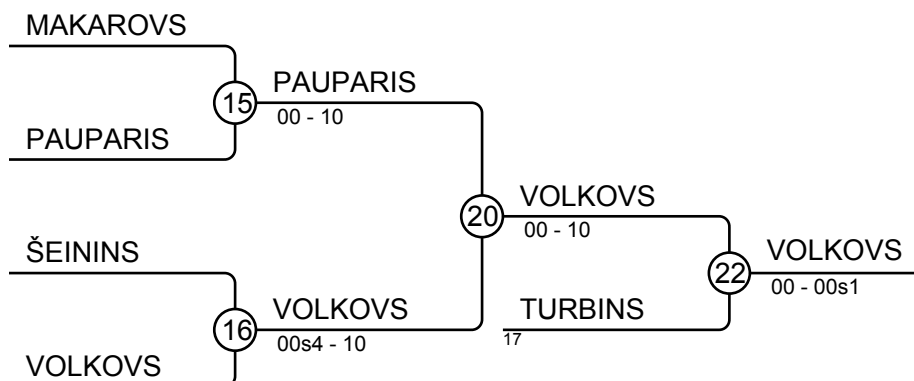 MAKAROVS
15
PAUPARIS
00 - 10
PAUPARIS
20
VOLKOVS
00 - 10
ŠEININS
22
VOLKOVS
00 - 00s1
16
VOLKOVS
00s4 - 10
TURBINS
17
VOLKOVS